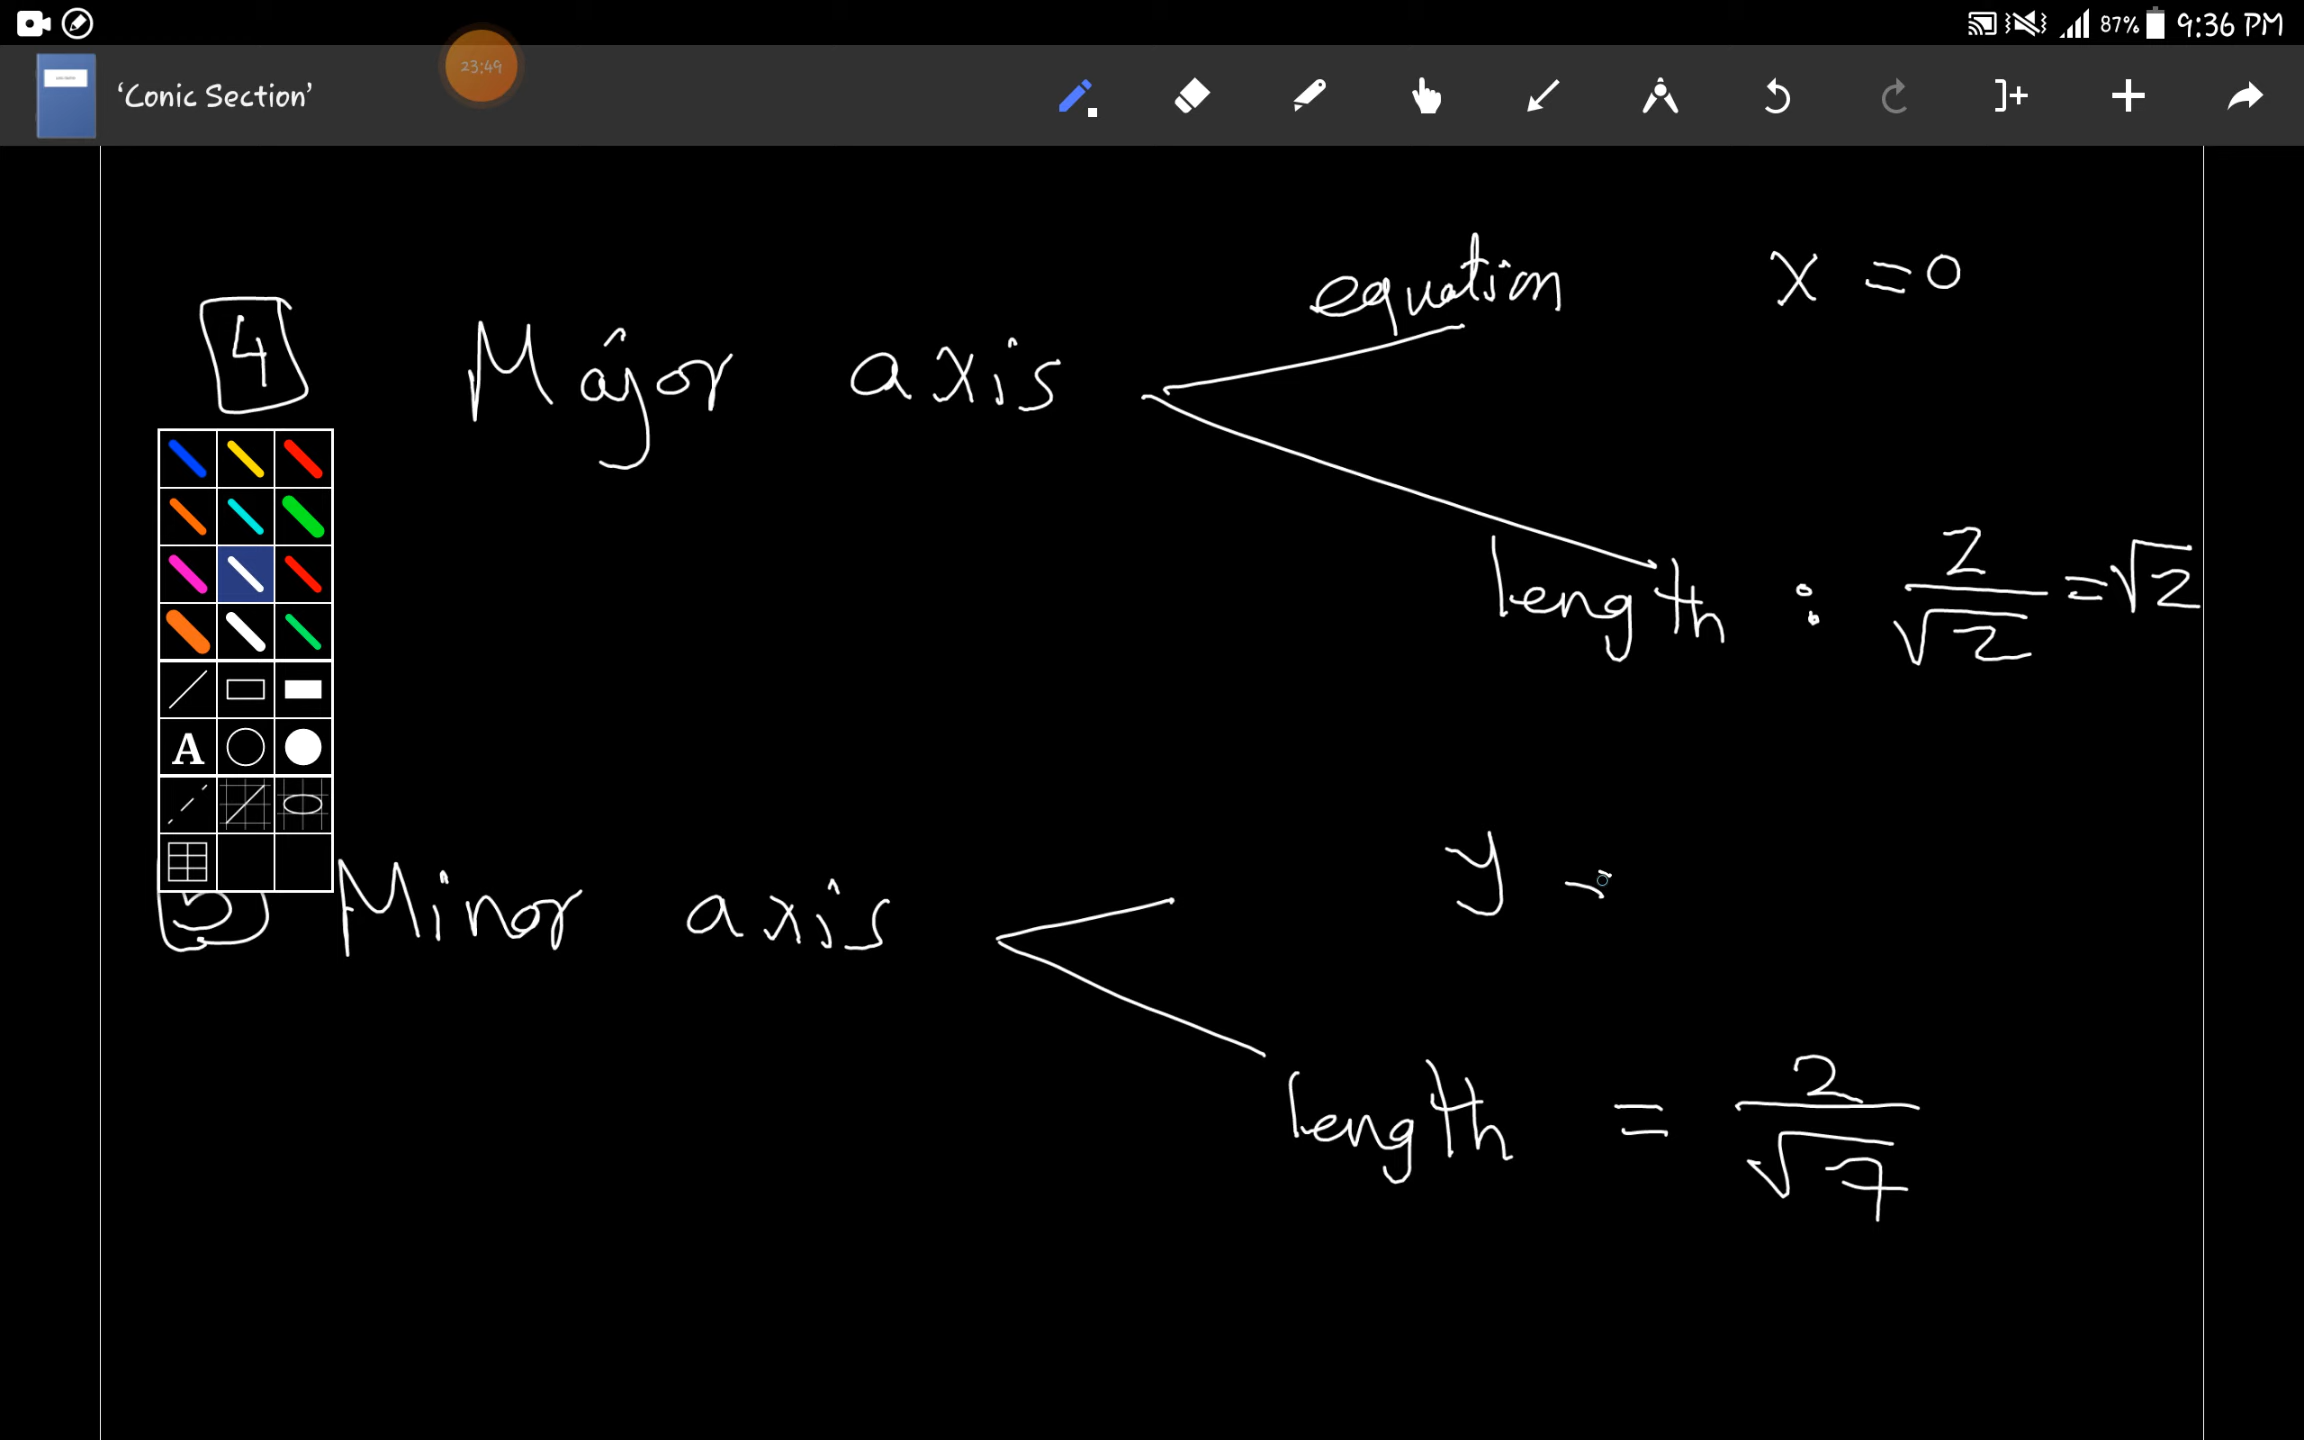 87% 9:36 PM
'Conic Section'
23:49
equation x = 0
4 Major axis
length : 2/√2 = √2
A
y =
5 Minor axis
length = 2/√7